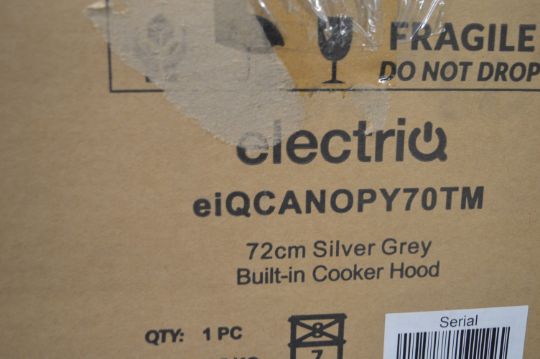 FRAGILE
DO NOT DROP
electriQ
eiQCANOPY70TM
72cm Silver Grey
Built-in Cooker Hood
QTY: 1 PC
8
7
Serial